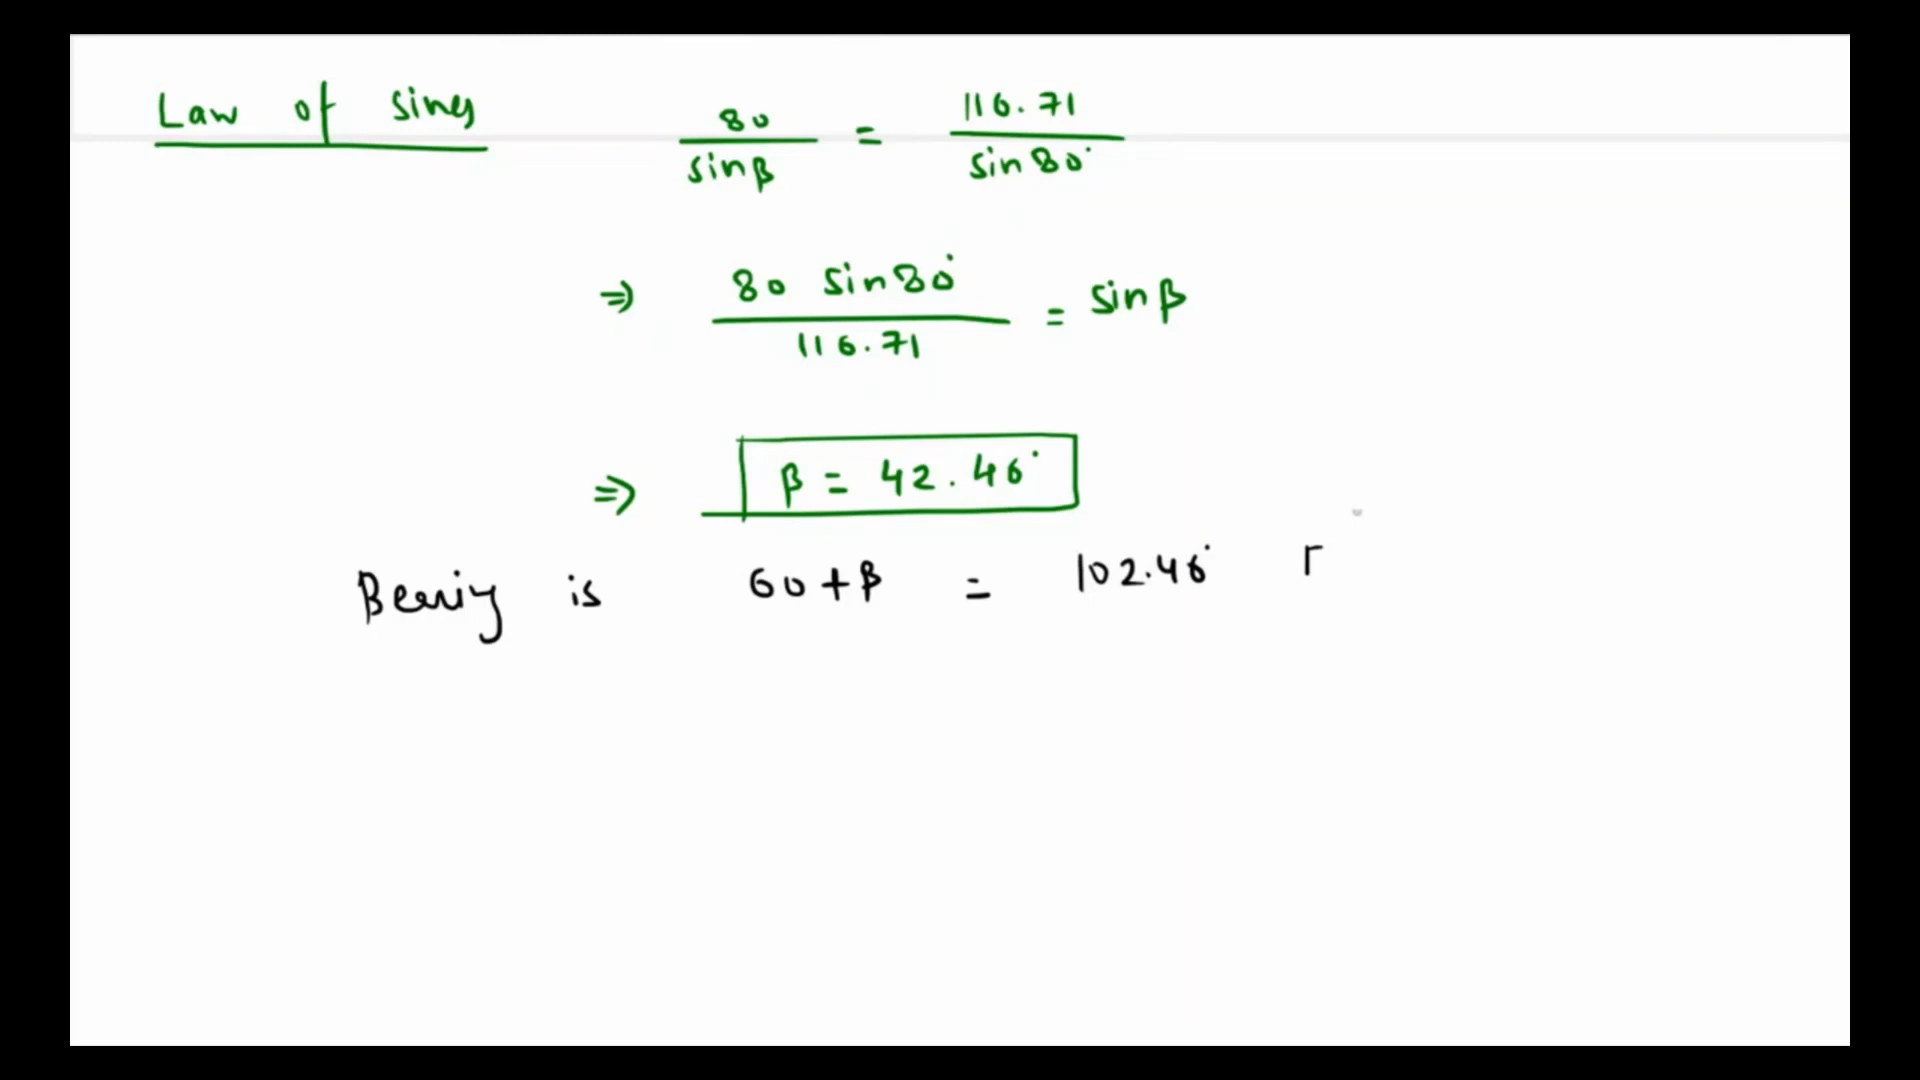 Law of sines 80/sinβ = 116.71/sin80°
⇒ 80 sin80°/116.71 = sinβ
⇒ β = 42.46°
is 60+β = 102.46° r